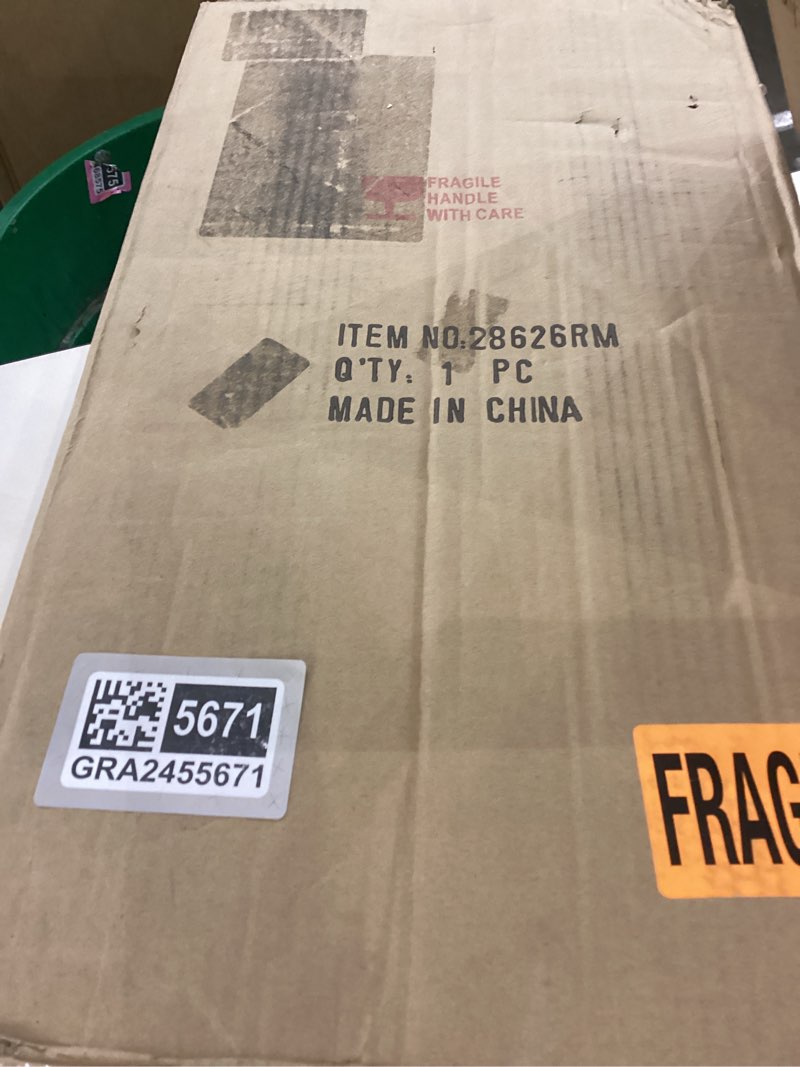 FRAGILE
HANDLE
WITH CARE
ITEM NO:28626RM
Q'TY: 1 PC
MADE IN CHINA
5671
GRA2455671
FRAG